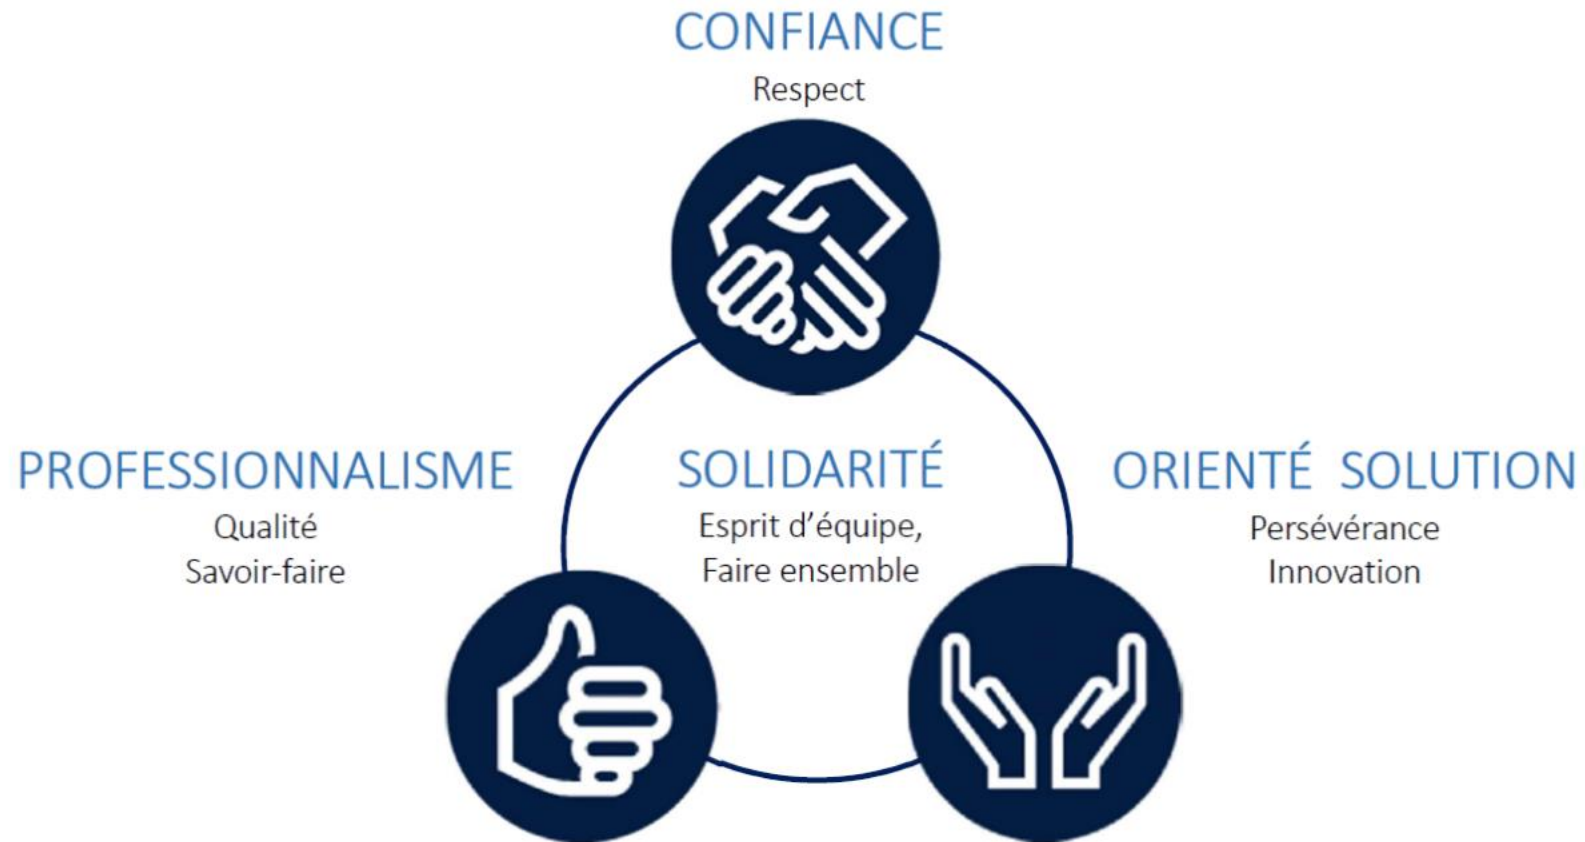 CONFIANCE
Respect
PROFESSIONNALISME
Qualité
Savoir-faire
SOLIDARITÉ
Esprit d’équipe,
Faire ensemble
ORIENTÉ SOLUTION
Persévérance
Innovation